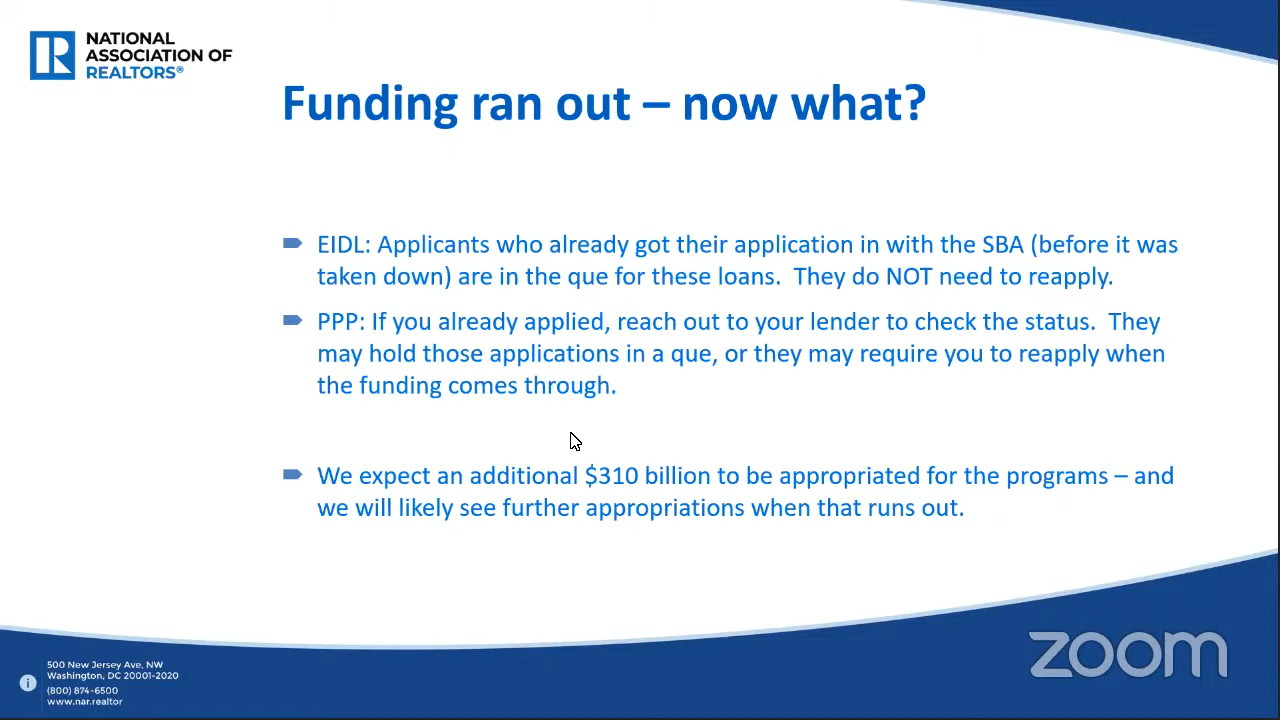 NATIONAL
ASSOCIATION OF
REALTORS®
Funding ran out – now what?
EIDL: Applicants who already got their application in with the SBA (before it was
taken down) are in the que for these loans.  They do NOT need to reapply.
PPP: If you already applied, reach out to your lender to check the status.  They
may hold those applications in a que, or they may require you to reapply when
the funding comes through.
We expect an additional $310 billion to be appropriated for the programs – and
we will likely see further appropriations when that runs out.
500 New Jersey Ave, NW
Washington, DC 20001-2020
(800) 874-6500
www.nar.realtor
zoom